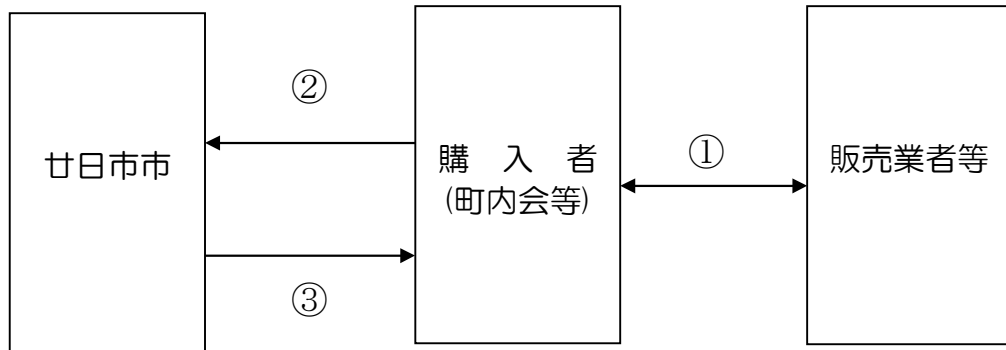 ②
廿日市市
③
購　入　者
(町内会等)
①
販売業者等